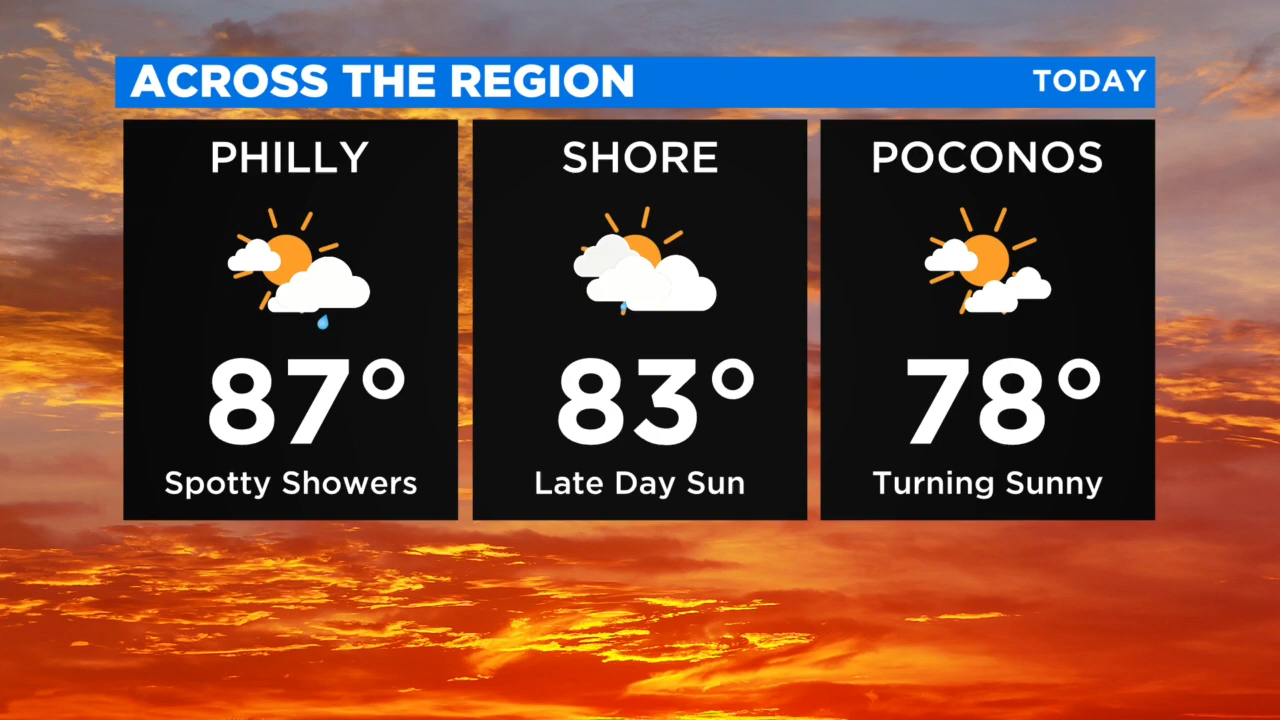 ACROSS THE REGION
TODAY
PHILLY
87°
Spotty Showers
SHORE
83°
Late Day Sun
POCONOS
78°
Turning Sunny